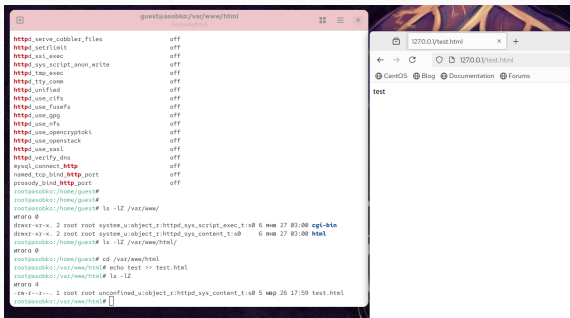 guest@asobko:/var/www/html
httpd_serve_cobbler_files off
httpd_setrlimit off
httpd_ssi_exec off
httpd_sys_script_anon_write off
httpd_tmp_exec off
httpd_tty_comm off
httpd_unified off
httpd_use_cifs off
httpd_use_fusefs off
httpd_use_gpg off
httpd_use_nfs off
httpd_use_opencryptoki off
httpd_use_openstack off
httpd_use_sasl off
httpd_verify_dns off
mysql_connect_http off
named_tcp_bind_http_port off
prosody_bind_http_port off
root@asobko:/home/guest#
root@asobko:/home/guest#
root@asobko:/home/guest# ls -lZ /var/www/
итого 0
drwxr-xr-x. 2 root root system_u:object_r:httpd_sys_script_exec_t:s0 6 янв 27 03:00 cgi-bin
drwxr-xr-x. 2 root root system_u:object_r:httpd_sys_content_t:s0 6 янв 27 03:00 html
root@asobko:/home/guest# ls -lZ /var/www/html/
итого 0
root@asobko:/home/guest# cd /var/www/html
root@asobko:/var/www/html# echo test >> test.html
root@asobko:/var/www/html# ls -lZ
итого 4
-rw-r--r--. 1 root root unconfined_u:object_r:httpd_sys_content_t:s0 5 мар 26 17:59 test.html
root@asobko:/var/www/html#
127.0.0.1/test.html
127.0.0.1/test.html
CentOS Blog Documentation Forums
test